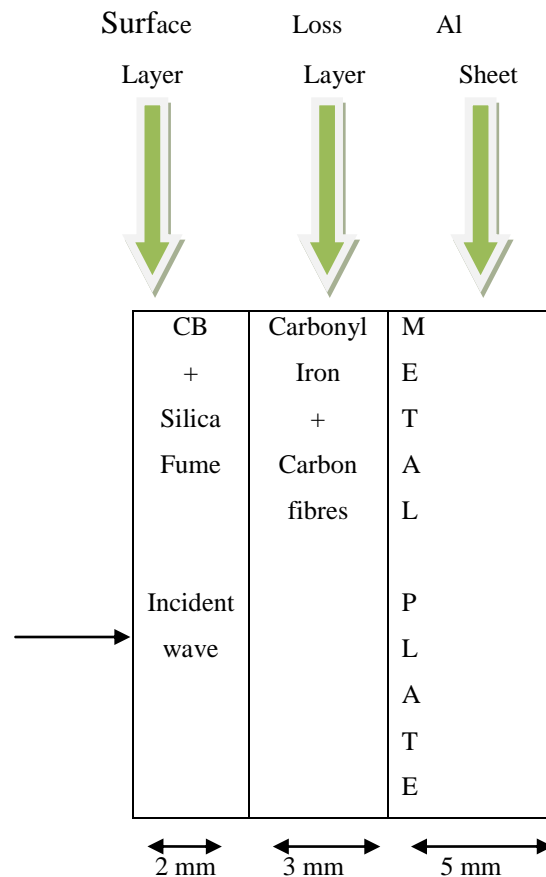 Surface Loss Al
Layer Layer Sheet
CB
+
Silica
Fume
Incident
wave
Carbonyl
Iron
+
Carbon
fibres
M
E
T
A
L
P
L
A
T
E
2 mm 3 mm 5 mm